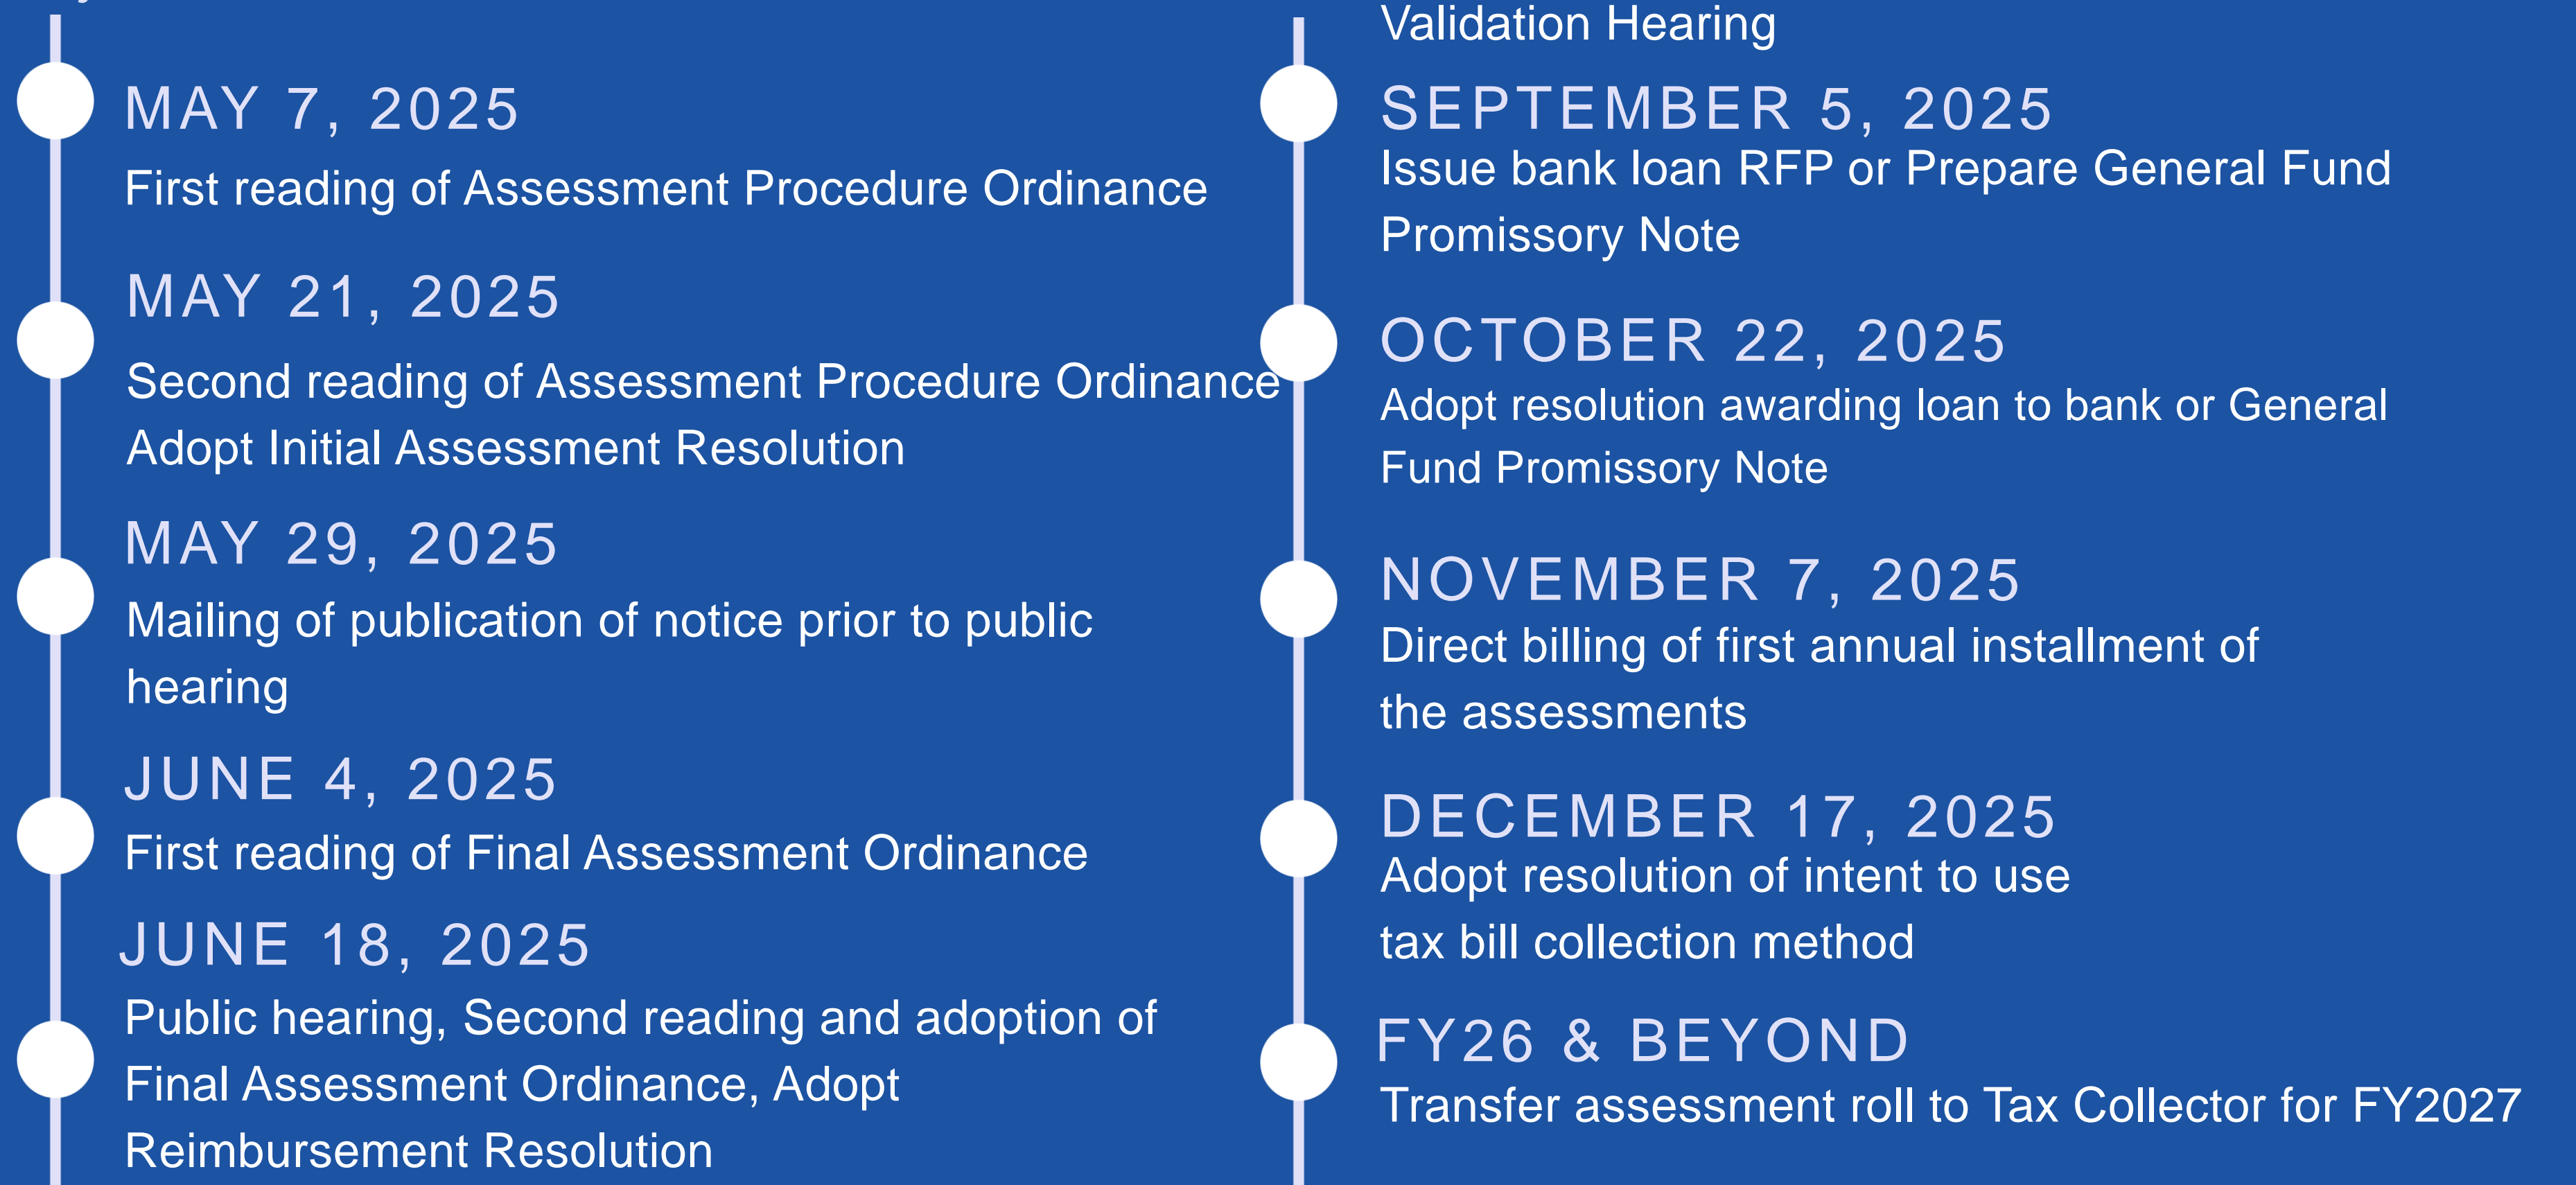 MAY 7, 2025
First reading of Assessment Procedure Ordinance
MAY 21, 2025
Second reading of Assessment Procedure Ordinance
Adopt Initial Assessment Resolution
MAY 29, 2025
Mailing of publication of notice prior to public
hearing
JUNE 4, 2025
First reading of Final Assessment Ordinance
JUNE 18, 2025
Public hearing, Second reading and adoption of
Final Assessment Ordinance, Adopt
Reimbursement Resolution
Validation Hearing
SEPTEMBER 5, 2025
Issue bank loan RFP or Prepare General Fund
Promissory Note
OCTOBER 22, 2025
Adopt resolution awarding loan to bank or General
Fund Promissory Note
NOVEMBER 7, 2025
Direct billing of first annual installment of
the assessments
DECEMBER 17, 2025
Adopt resolution of intent to use
tax bill collection method
FY26 & BEYOND
Transfer assessment roll to Tax Collector for FY2027